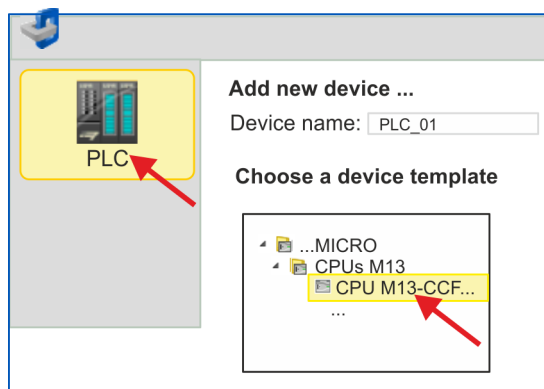 PLC
Add new device ...
Device name: PLC_01
Choose a device template
...MICRO
CPUs M13
CPU M13-CCF...
...